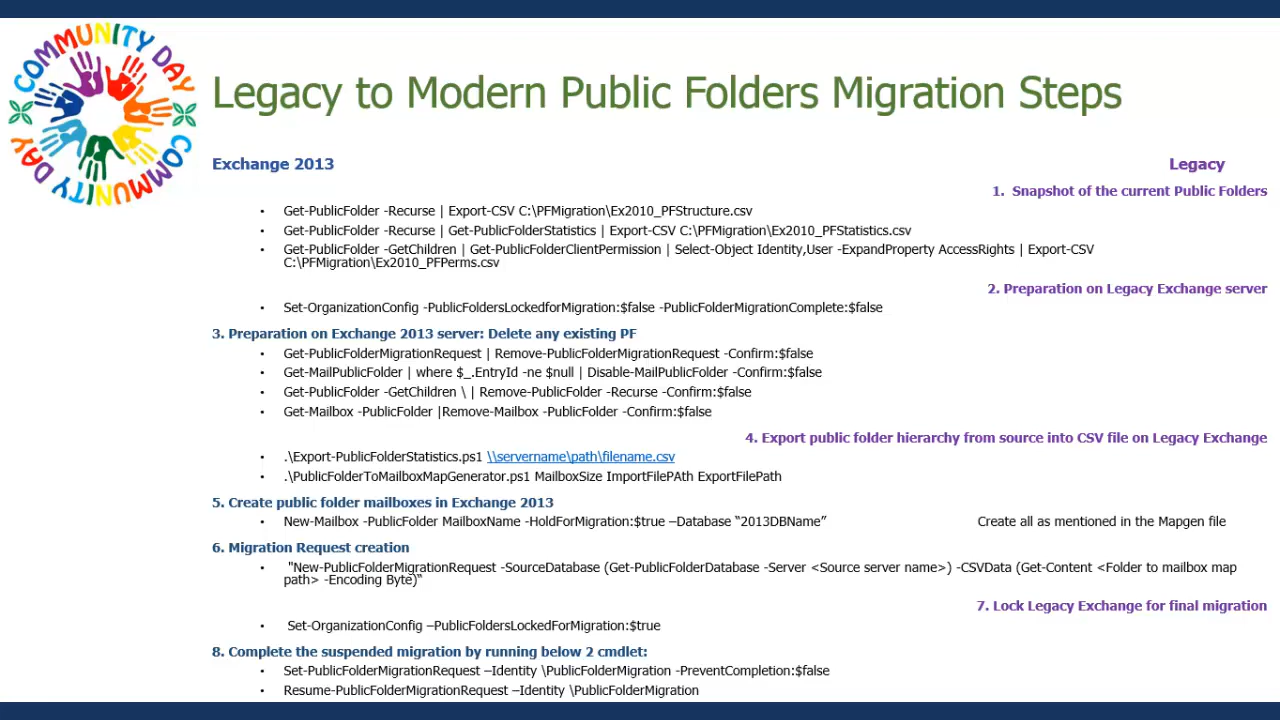 COMMUNITY DAY
COMMUNITY DAY
Legacy to Modern Public Folders Migration Steps
Exchange 2013 Legacy
1. Snapshot of the current Public Folders
• Get-PublicFolder -Recurse | Export-CSV C:\PFMigration\Ex2010_PFStructure.csv
• Get-PublicFolder -Recurse | Get-PublicFolderStatistics | Export-CSV C:\PFMigration\Ex2010_PFStatistics.csv
• Get-PublicFolder -GetChildren | Get-PublicFolderClientPermission | Select-Object Identity,User -ExpandProperty AccessRights | Export-CSV
C:\PFMigration\Ex2010_PFPerms.csv
2. Preparation on Legacy Exchange server
• Set-OrganizationConfig -PublicFoldersLockedforMigration:$false -PublicFolderMigrationComplete:$false
3. Preparation on Exchange 2013 server: Delete any existing PF
• Get-PublicFolderMigrationRequest | Remove-PublicFolderMigrationRequest -Confirm:$false
• Get-MailPublicFolder | where $_.EntryId -ne $null | Disable-MailPublicFolder -Confirm:$false
• Get-PublicFolder -GetChildren \ | Remove-PublicFolder -Recurse -Confirm:$false
• Get-Mailbox -PublicFolder |Remove-Mailbox -PublicFolder -Confirm:$false
4. Export public folder hierarchy from source into CSV file on Legacy Exchange
• .\Export-PublicFolderStatistics.ps1 \\servername\path\filename.csv
• .\PublicFolderToMailboxMapGenerator.ps1 MailboxSize ImportFilePAth ExportFilePath
5. Create public folder mailboxes in Exchange 2013
• New-Mailbox -PublicFolder MailboxName -HoldForMigration:$true –Database “2013DBName” Create all as mentioned in the Mapgen file
6. Migration Request creation
• "New-PublicFolderMigrationRequest -SourceDatabase (Get-PublicFolderDatabase -Server <Source server name>) -CSVData (Get-Content <Folder to mailbox map
path> -Encoding Byte)“
7. Lock Legacy Exchange for final migration
• Set-OrganizationConfig –PublicFoldersLockedForMigration:$true
8. Complete the suspended migration by running below 2 cmdlet:
• Set-PublicFolderMigrationRequest –Identity \PublicFolderMigration -PreventCompletion:$false
• Resume-PublicFolderMigrationRequest –Identity \PublicFolderMigration